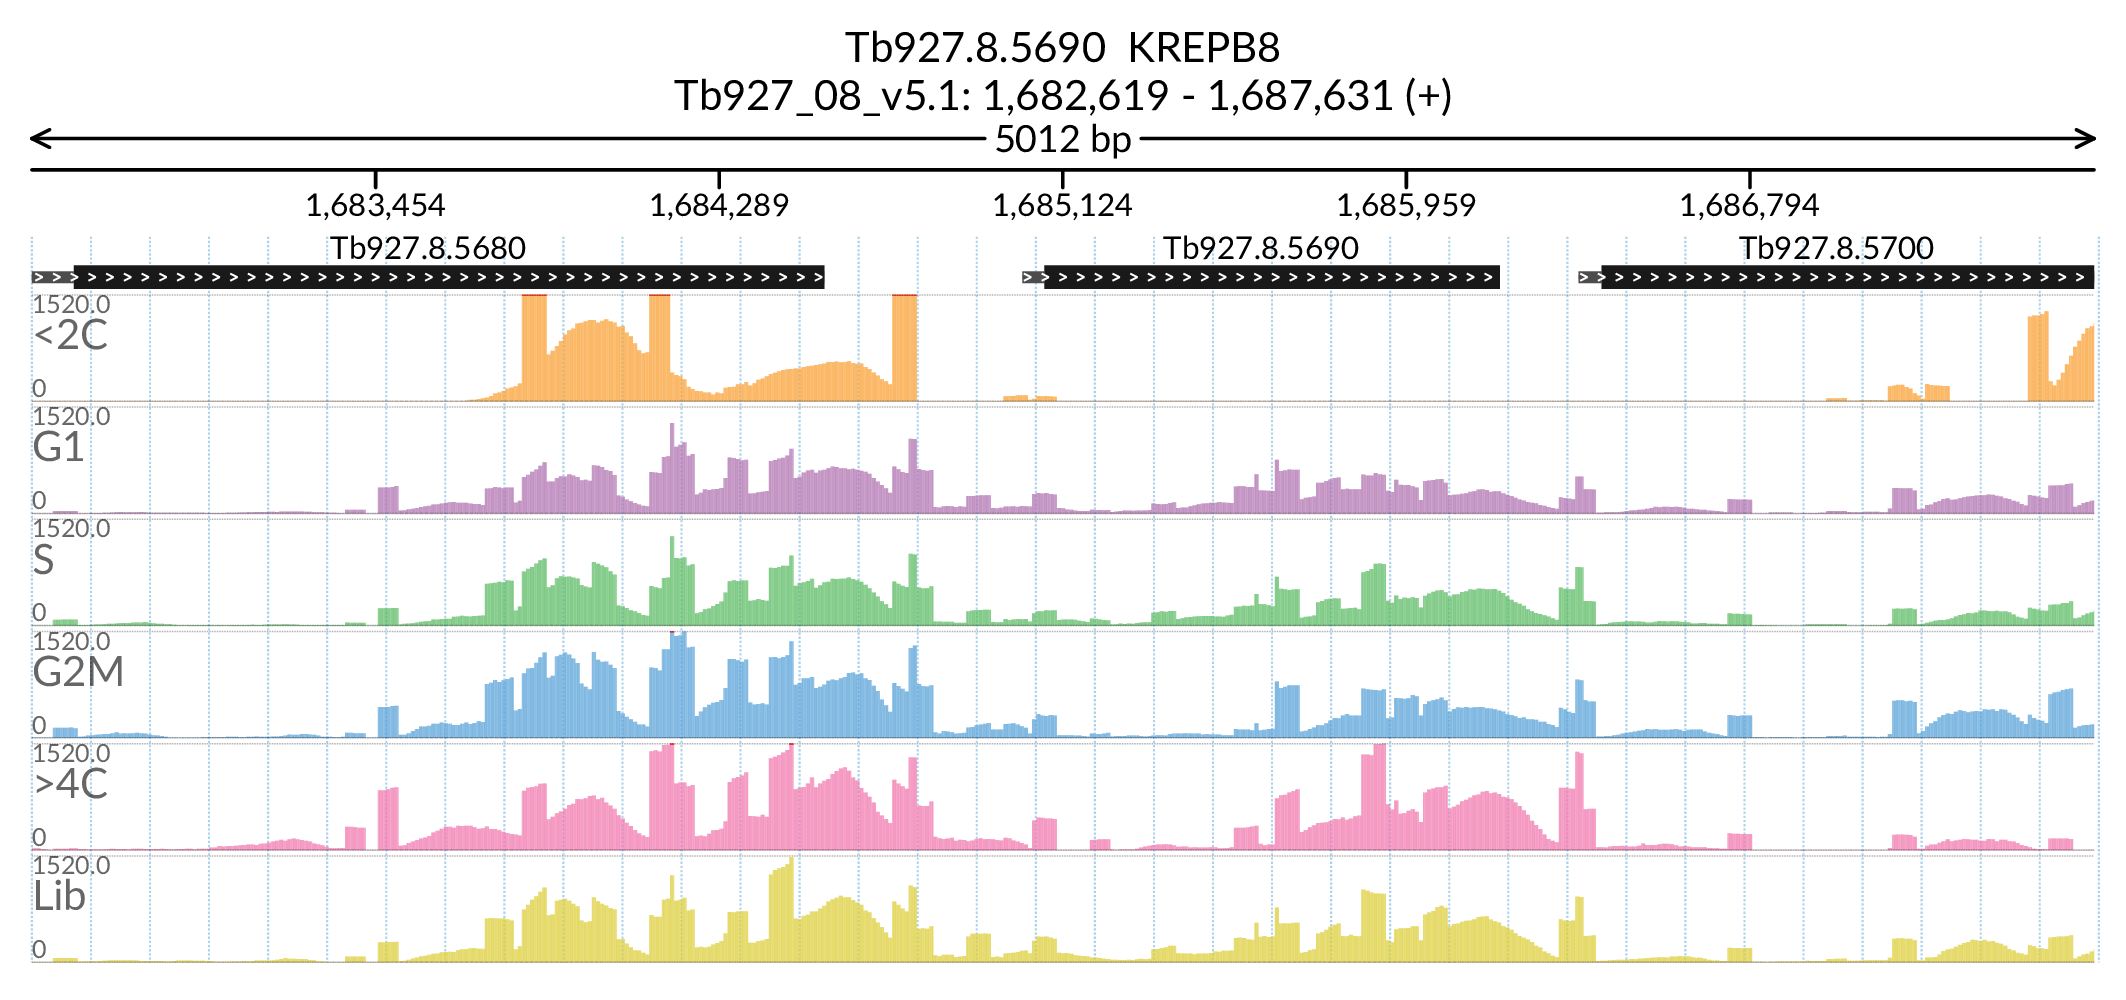 Tb927.8.5690  KREPB8
Tb927_08_v5.1: 1,682,619 - 1,687,631 (+)
5012 bp
1,683,454 1,684,289 1,685,124 1,685,959 1,686,794
Tb927.8.5680 Tb927.8.5690 Tb927.8.5700
1520.0
<2C
0
1520.0
G1
0
1520.0
S
0
1520.0
G2M
0
1520.0
>4C
0
1520.0
Lib
0